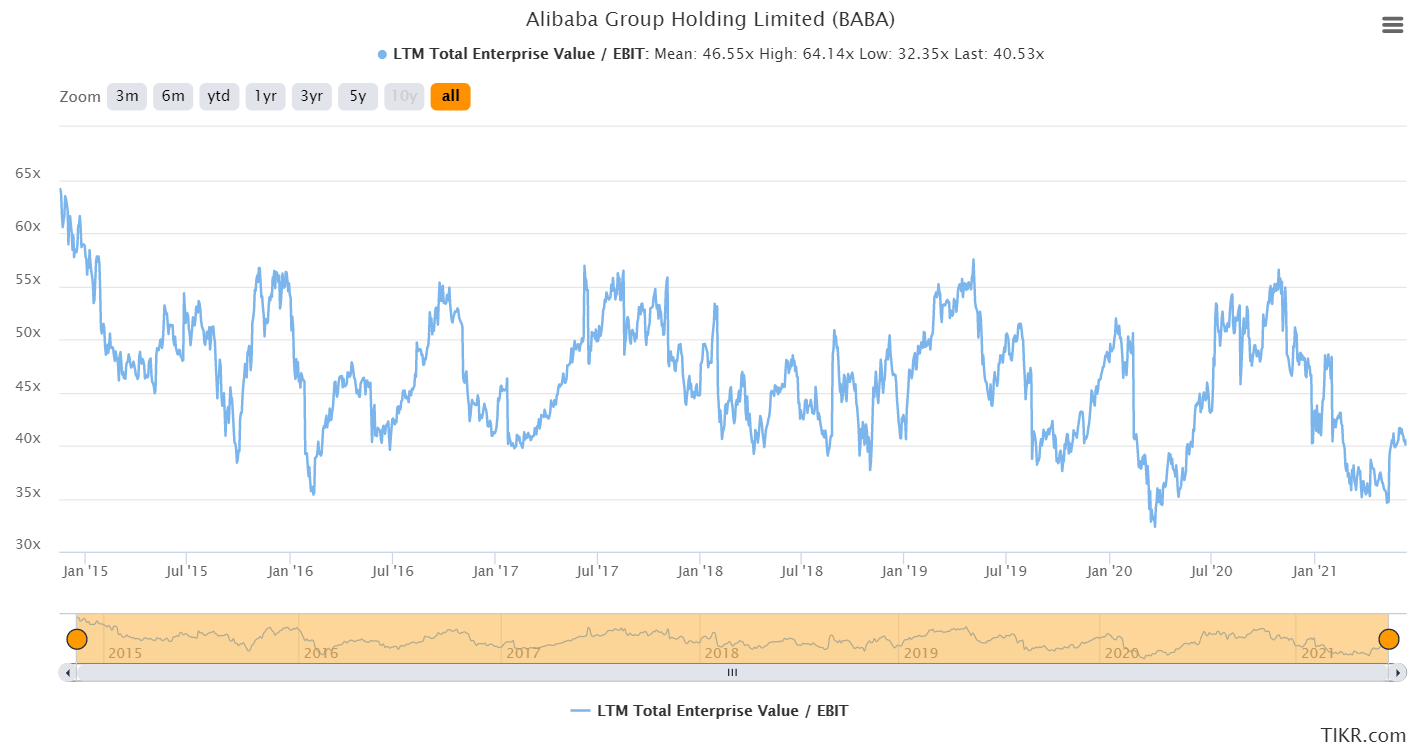 Alibaba Group Holding Limited (BABA)
LTM Total Enterprise Value / EBIT: Mean: 46.55x High: 64.14x Low: 32.35x Last: 40.53x
Zoom 3m 6m ytd 1yr 3yr 5y 10y all
65x
60x
55x
50x
45x
40x
35x
30x
Jan '15 Jul '15 Jan '16 Jul '16 Jan '17 Jul '17 Jan '18 Jul '18 Jan '19 Jul '19 Jan '20 Jul '20 Jan '21
2015 2016 2017 2018 2019 2020 2021
LTM Total Enterprise Value / EBIT
TIKR.com